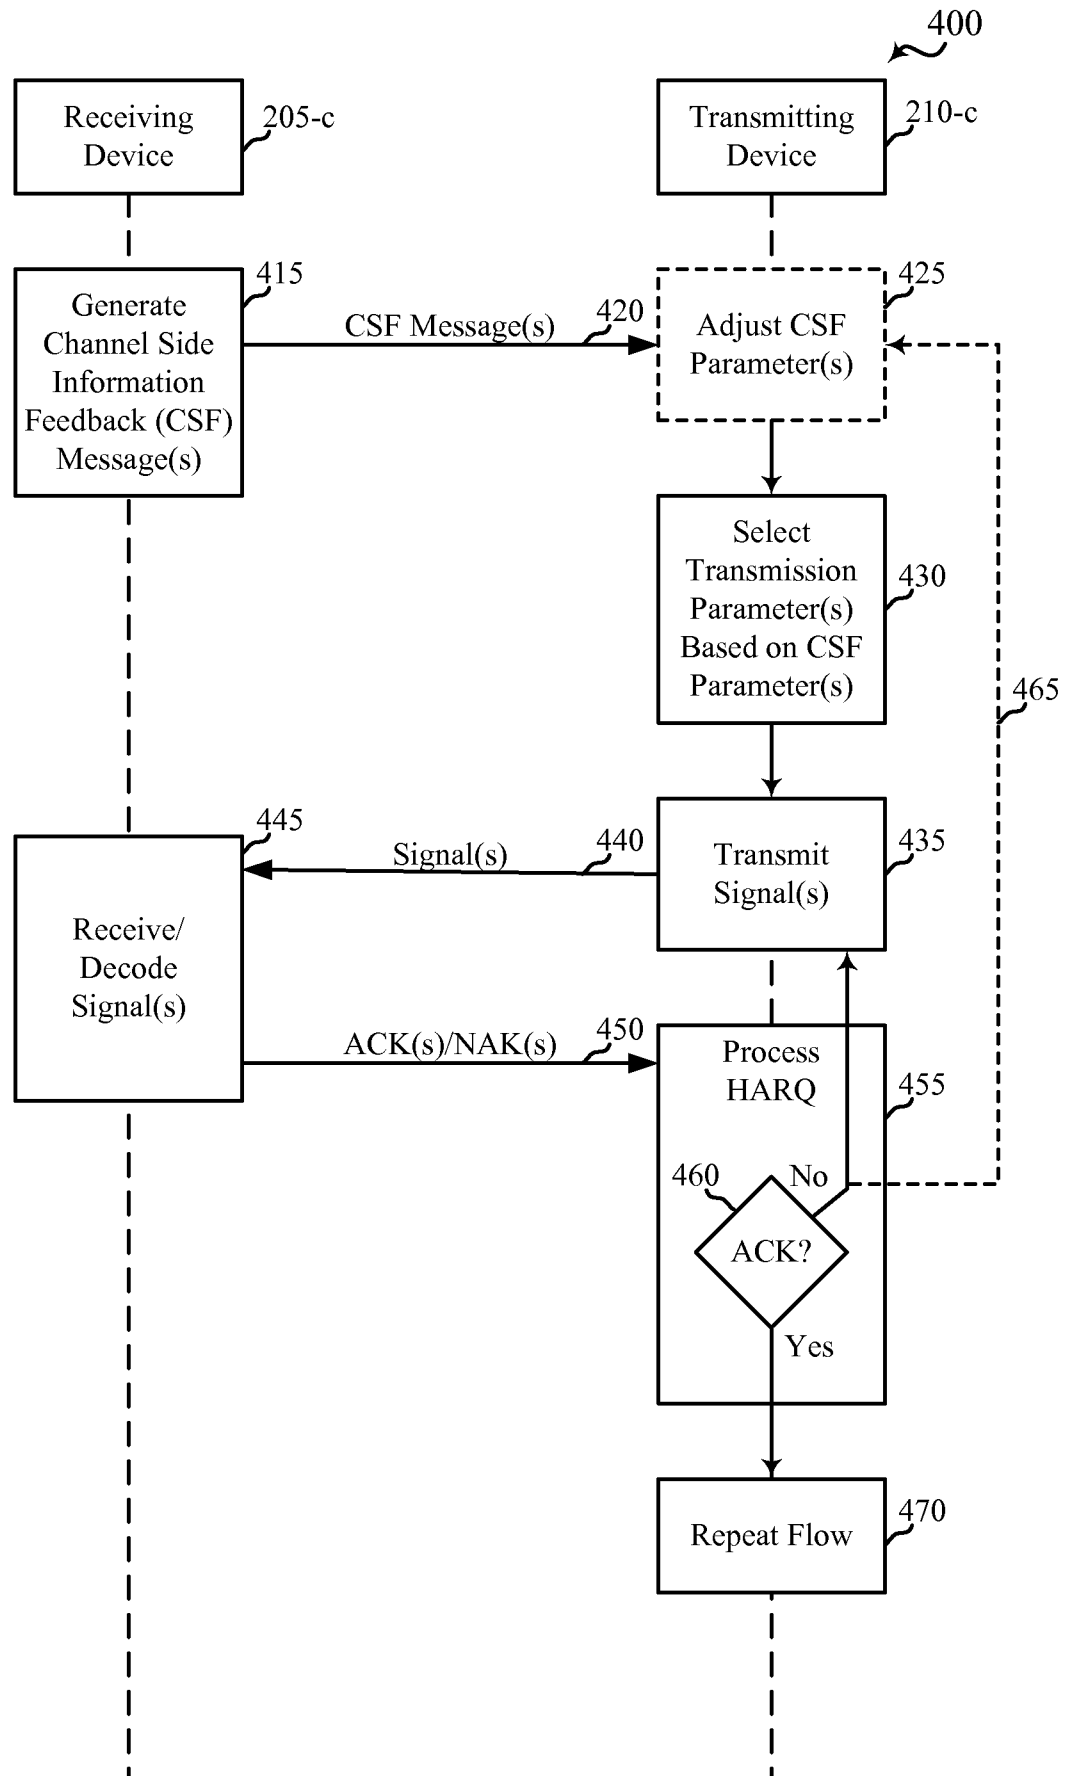 400
Receiving
Device
205-c
Transmitting
Device
210-c
415
Generate
Channel Side
Information
Feedback (CSF)
Message(s)
CSF Message(s)
420
425
Adjust CSF
Parameter(s)
Select
Transmission
Parameter(s)
Based on CSF
Parameter(s)
430
465
445
Receive/
Decode
Signal(s)
Signal(s)
440
Transmit
Signal(s)
435
ACK(s)/NAK(s)
450
Process
HARQ
455
460
No
ACK?
Yes
Repeat Flow
470